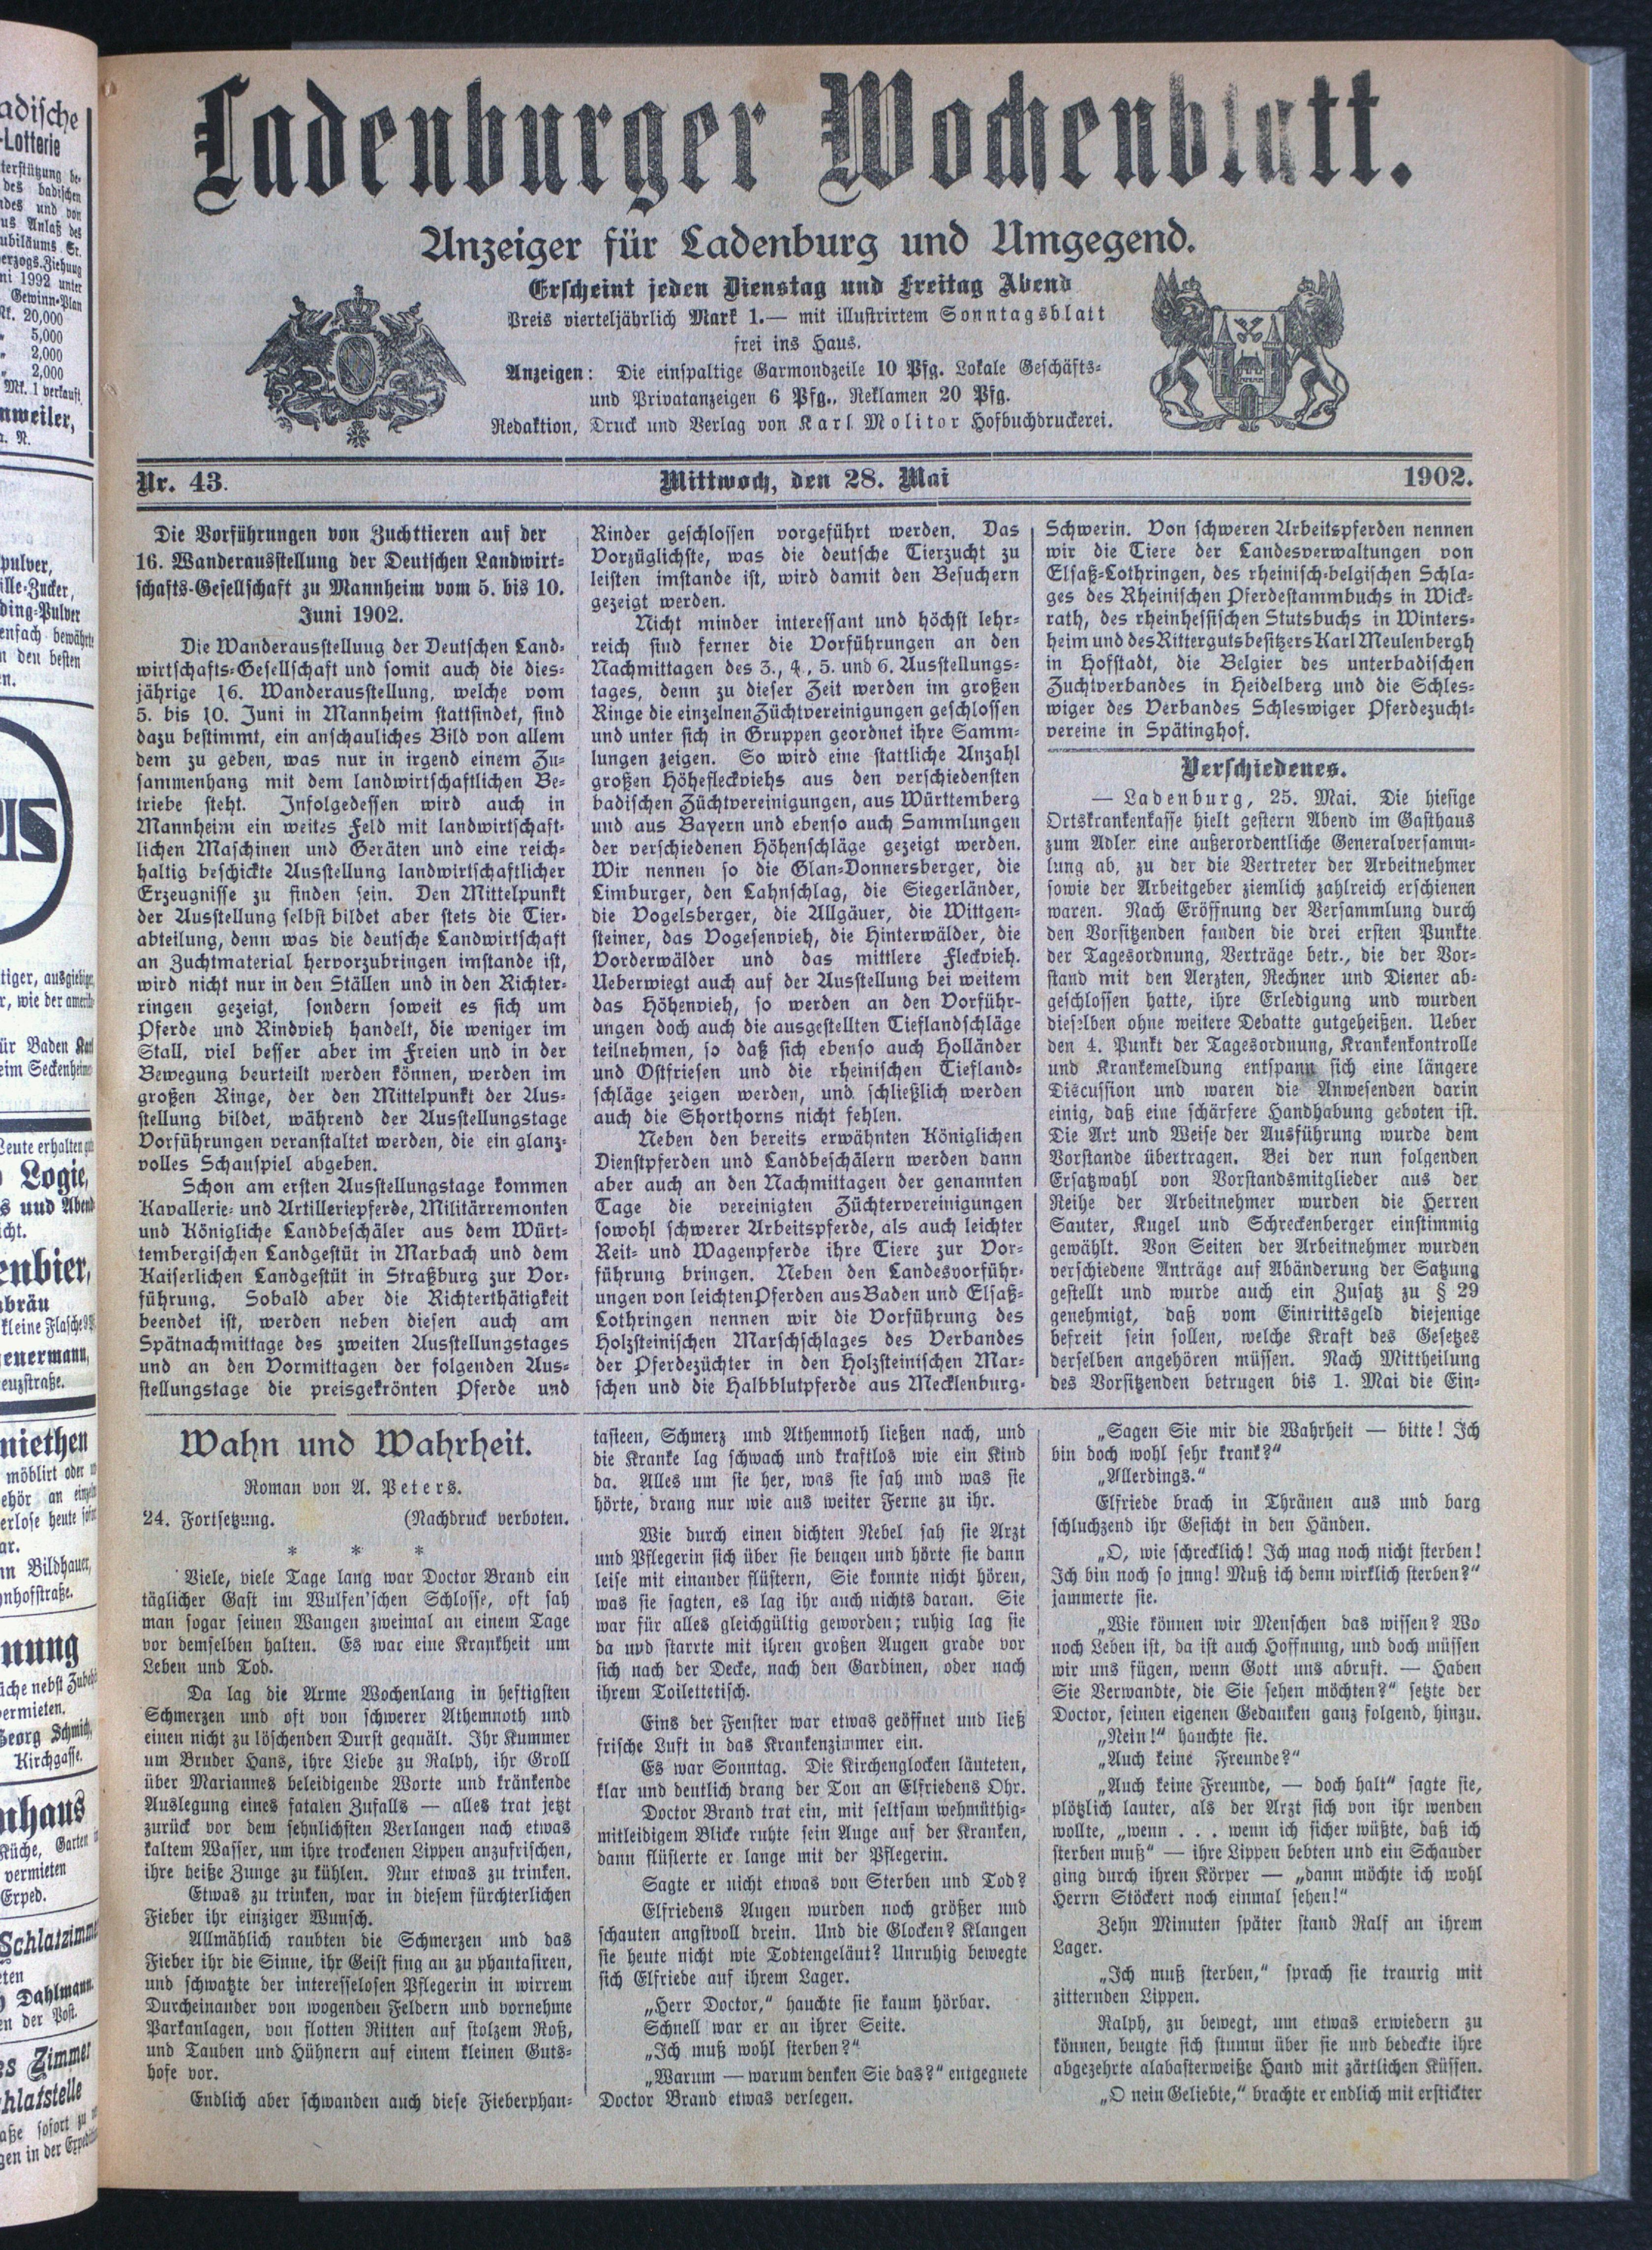 Ladenburger Wochenblatt.
Anzeiger für Ladenburg und Umgegend.
Erscheint jeden Dienstag und Freitag Abend
Preis vierteljährlich Mark 1.— mit illustrirtem Sonntagsblatt
frei ins Haus.
Anzeigen: Die einspaltige Garmondzeile 10 Pfg. Lokale Geschäfts-
und Privatanzeigen 6 Pfg., Reklamen 20 Pfg.
Redaktion, Druck und Verlag von Karl Molitor Hofbuchdruckerei.
Nr. 43. Mittwoch, den 28. Mai 1902.
Die Vorführungen von Zuchttieren auf der
16. Wanderausstellung der Deutschen Landwirt-
schafts-Gesellschaft zu Mannheim vom 5. bis 10.
Juni 1902.
Die Wanderausstellung der Deutschen Land-
wirtschafts-Gesellschaft und somit auch die dies-
jährige 16. Wanderausstellung, welche vom
5. bis 10. Juni in Mannheim stattfindet, sind
dazu bestimmt, ein anschauliches Bild von allem
dem zu geben, was nur in irgend einem Zu-
sammenhang mit dem landwirtschaftlichen Be-
triebe steht. Infolgedessen wird auch in
Mannheim ein weites Feld mit landwirtschaft-
lichen Maschinen und Geräten und eine reich-
haltig beschickte Ausstellung landwirtschaftlicher
Erzeugnisse zu finden sein. Den Mittelpunkt
der Ausstellung selbst bildet aber stets die Tier-
abteilung, denn was die deutsche Landwirtschaft
an Zuchtmaterial hervorzubringen imstande ist,
wird nicht nur in den Ställen und in den Richter-
ringen gezeigt, sondern soweit es sich um
Pferde und Rindvieh handelt, die weniger im
Stall, viel besser aber im Freien und in der
Bewegung beurteilt werden können, werden im
großen Ringe, der den Mittelpunkt der Aus-
stellung bildet, während der Ausstellungstage
Vorführungen veranstaltet werden, die ein glanz-
volles Schauspiel abgeben.
Schon am ersten Ausstellungstage kommen
Kavallerie- und Artilleriepferde, Militärremonten
und Königliche Landbeschäler aus dem Würt-
tembergischen Landgestüt in Marbach und dem
Kaiserlichen Landgestüt in Straßburg zur Vor-
führung. Sobald aber die Richterthätigkeit
beendet ist, werden neben diesen auch am
Spätnachmittage des zweiten Ausstellungstages
und an den Vormittagen der folgenden Aus-
stellungstage die preisgekrönten Pferde und
Rinder geschlossen vorgeführt werden. Das
Vorzüglichste, was die deutsche Tierzucht zu
leisten imstande ist, wird damit den Besuchern
gezeigt werden.
Nicht minder interessant und höchst lehr-
reich sind ferner die Vorführungen an den
Nachmittagen des 3., 4., 5. und 6. Ausstellungs-
tages, denn zu dieser Zeit werden im großen
Ringe die einzelnen Züchtvereinigungen geschlossen
und unter sich in Gruppen geordnet ihre Samm-
lungen zeigen. So wird eine stattliche Anzahl
großen Höhefleckviehs aus den verschiedensten
badischen Züchtvereinigungen, aus Württemberg
und aus Bayern und ebenso auch Sammlungen
der verschiedenen Höhenschläge gezeigt werden.
Wir nennen so die Glan-Donnersberger, die
Limburger, den Lahnschlag, die Siegerländer,
die Vogelsberger, die Allgäuer, die Wittgen-
steiner, das Vogesenvieh, die Hinterwälder, die
Vorderwälder und das mittlere Fleckvieh.
Ueberwiegt auch auf der Ausstellung bei weitem
das Höhenvieh, so werden an den Vorführ-
ungen doch auch die ausgestellten Tieflandschläge
teilnehmen, so daß sich ebenso auch Holländer
und Ostfriesen und die rheinischen Tiefland-
schläge zeigen werden, und schließlich werden
auch die Shorthorns nicht fehlen.
Neben den bereits erwähnten Königlichen
Dienstpferden und Landbeschälern werden dann
aber auch an den Nachmittagen der genannten
Tage die vereinigten Züchtervereinigungen
sowohl schwerer Arbeitspferde, als auch leichter
Reit- und Wagenpferde ihre Tiere zur Vor-
führung bringen. Neben den Landesvorführ-
ungen von leichten Pferden aus Baden und Elsaß-
Lothringen nennen wir die Vorführung des
Holzsteinischen Marschschlages des Verbandes
der Pferdezüchter in den Holzsteinischen Mar-
schen und die Halbblutpferde aus Mecklenburg-
Schwerin. Von schweren Arbeitspferden nennen
wir die Tiere der Landesverwaltungen von
Elsaß-Lothringen, des rheinisch-belgischen Schla-
ges des Rheinischen Pferdestammbuchs in Wick-
rath, des rheinhessischen Stutsbuchs in Winters-
heim und des Rittergutsbesitzers Karl Meulenbergh
in Hofstadt, die Belgier des unterbadischen
Zuchtverbandes in Heidelberg und die Schles-
wiger des Verbandes Schleswiger Pferdezucht-
vereine in Spätinghof.
Verschiedenes.
— Ladenburg, 25. Mai. Die hiesige
Ortskrankenkasse hielt gestern Abend im Gasthaus
zum Adler eine außerordentliche Generalversamm-
lung ab, zu der die Vertreter der Arbeitnehmer
sowie der Arbeitgeber ziemlich zahlreich erschienen
waren. Nach Eröffnung der Versammlung durch
den Vorsitzenden fanden die drei ersten Punkte
der Tagesordnung, Verträge betr., die der Vor-
stand mit den Aerzten, Rechner und Diener ab-
geschlossen hatte, ihre Erledigung und wurden
dieselben ohne weitere Debatte gutgeheißen. Ueber
den 4. Punkt der Tagesordnung, Krankenkontrolle
und Krankemeldung entspann sich eine längere
Discussion und waren die Anwesenden darin
einig, daß eine schärfere Handhabung geboten ist.
Die Art und Weise der Ausführung wurde dem
Vorstande übertragen. Bei der nun folgenden
Ersatzwahl von Vorstandsmitglieder aus der
Reihe der Arbeitnehmer wurden die Herren
Sauter, Kugel und Schreckenberger einstimmig
gewählt. Von Seiten der Arbeitnehmer wurden
verschiedene Anträge auf Abänderung der Satzung
gestellt und wurde auch ein Zusatz zu § 29
genehmigt, daß vom Eintrittsgeld diejenige
befreit sein sollen, welche Kraft des Gesetzes
derselben angehören müssen. Nach Mittheilung
des Vorsitzenden betrugen bis 1. Mai die Ein-
Wahn und Wahrheit.
Roman von A. Peters.
24. Fortsetzung. (Nachdruck verboten.
* * *
Viele, viele Tage lang war Doctor Brand ein
täglicher Gast im Wulfen'schen Schlosse, oft sah
man sogar seinen Wangen zweimal an einem Tage
vor demselben halten. Es war eine Krankheit um
Leben und Tod.
Da lag die Arme Wochenlang in heftigsten
Schmerzen und oft von schwerer Athemnoth und
einen nicht zu löschenden Durst gequält. Ihr Kummer
um Bruder Hans, ihre Liebe zu Ralph, ihr Groll
über Mariannes beleidigende Worte und kränkende
Auslegung eines fatalen Zufalls — alles trat jetzt
zurück vor dem sehnlichsten Verlangen nach etwas
kaltem Wasser, um ihre trockenen Lippen anzufrischen,
ihre heiße Zunge zu kühlen. Nur etwas zu trinken.
Etwas zu trinken, war in diesem fürchterlichen
Fieber ihr einziger Wunsch.
Allmählich raubten die Schmerzen und das
Fieber ihr die Sinne, ihr Geist fing an zu phantasiren,
und schwatzte der interesselosen Pflegerin in wirrem
Durcheinander von wogenden Feldern und vornehme
Parkanlagen, von flotten Ritten auf stolzem Roß,
und Tauben und Hühnern auf einem kleinen Guts-
hofe vor.
Endlich aber schwanden auch diese Fieberphan-
tasteen, Schmerz und Athemnoth ließen nach, und
die Kranke lag schwach und kraftlos wie ein Kind
da. Alles um sie her, was sie sah und was sie
hörte, drang nur wie aus weiter Ferne zu ihr.
Wie durch einen dichten Nebel sah sie Arzt
und Pflegerin sich über sie beugen und hörte sie dann
leise mit einander flüstern, Sie konnte nicht hören,
was sie sagten, es lag ihr auch nichts daran. Sie
war für alles gleichgültig geworden; ruhig lag sie
da und starrte mit ihren großen Augen grade vor
sich nach der Decke, nach den Gardinen, oder nach
ihrem Toilettetisch.
Eins der Fenster war etwas geöffnet und ließ
frische Luft in das Krankenzimmer ein.
Es war Sonntag. Die Kirchenglocken läuteten,
klar und deutlich drang der Ton an Elfriedens Ohr.
Doctor Brand trat ein, mit seltsam wehmüthig-
mitleidigem Blicke ruhte sein Auge auf der Kranken,
dann flüsterte er lange mit der Pflegerin.
Sagte er nicht etwas von Sterben und Tod?
Elfriedens Augen wurden noch größer und
schauten angstvoll drein. Und die Glocken? Klangen
sie heute nicht wie Todtengeläut? Unruhig bewegte
sich Elfriede auf ihrem Lager.
„Herr Doctor,“ hauchte sie kaum hörbar.
Schnell war er an ihrer Seite.
„Ich muß wohl sterben?“
„Warum — warum denken Sie das?“ entgegnete
Doctor Brand etwas verlegen.
„Sagen Sie mir die Wahrheit — bitte! Ich
bin doch wohl sehr krank?“
„Allerdings.“
Elfriede brach in Thränen aus und barg
schluchzend ihr Gesicht in den Händen.
„O, wie schrecklich! Ich mag noch nicht sterben!
Ich bin noch so jung! Muß ich denn wirklich sterben?“
jammerte sie.
„Wie können wir Menschen das wissen? Wo
noch Leben ist, da ist auch Hoffnung, und doch müssen
wir uns fügen, wenn Gott uns abruft. — Haben
Sie Verwandte, die Sie sehen möchten?“ setzte der
Doctor, seinen eigenen Gedanken ganz folgend, hinzu.
„Nein!“ hauchte sie.
„Auch keine Freunde?“
„Auch keine Freunde, — doch halt“ sagte sie,
plötzlich lauter, als der Arzt sich von ihr wenden
wollte, „wenn . . . wenn ich sicher wüßte, daß ich
sterben muß“ — ihre Lippen bebten und ein Schauder
ging durch ihren Körper — „dann möchte ich wohl
Herrn Stöckert noch einmal sehen!“
Zehn Minuten später stand Ralf an ihrem
Lager.
„Ich muß sterben,“ sprach sie traurig mit
zitternden Lippen.
Ralph, zu bewegt, um etwas erwiedern zu
können, beugte sich stumm über sie und bedeckte ihre
abgezehrte alabasterweiße Hand mit zärtlichen Küssen.
„O nein Geliebte,“ brachte er endlich mit erstickter